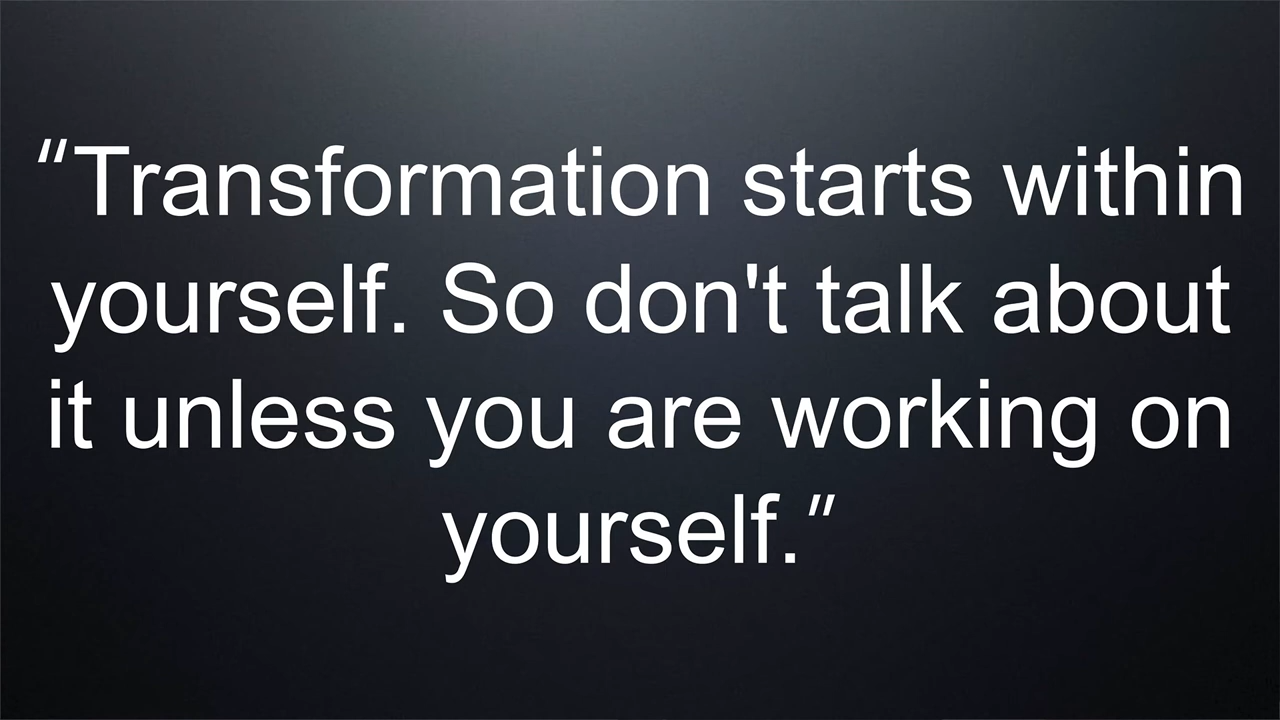 "Transformation starts within
yourself. So don't talk about
it unless you are working on
yourself."